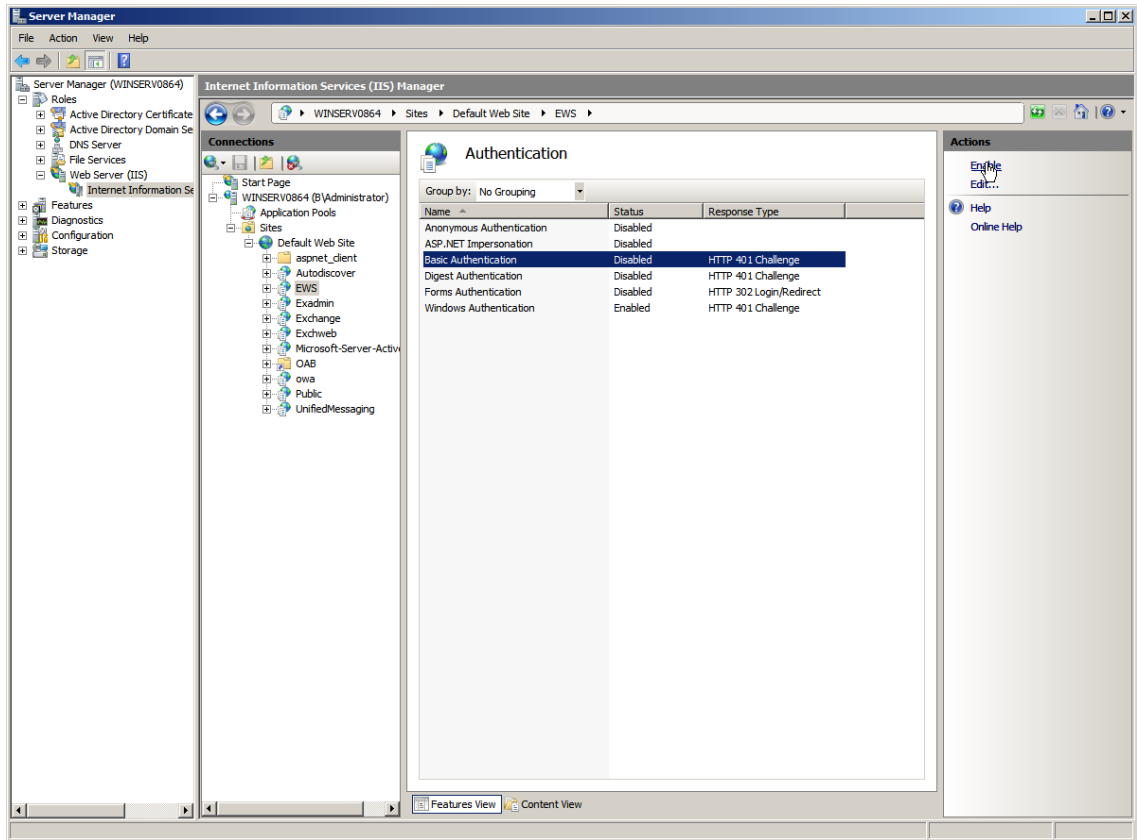 Server Manager
File Action View Help
Server Manager (WINSERV0864)
Roles
Active Directory Certificate
Active Directory Domain Se
DNS Server
File Services
Web Server (IIS)
Internet Information Se
Features
Diagnostics
Configuration
Storage
Internet Information Services (IIS) Manager
WINSERV0864 Sites Default Web Site EWS
Connections
Start Page
WINSERV0864 (B\Administrator)
Application Pools
Sites
Default Web Site
aspnet_client
Autodiscover
EWS
Exadmin
Exchange
Exchweb
Microsoft-Server-Active
OAB
owa
Public
UnifiedMessaging
Authentication
Group by: No Grouping
Name Status Response Type
Anonymous Authentication Disabled
ASP.NET Impersonation Disabled
Basic Authentication Disabled HTTP 401 Challenge
Digest Authentication Disabled HTTP 401 Challenge
Forms Authentication Disabled HTTP 302 Login/Redirect
Windows Authentication Enabled HTTP 401 Challenge
Features View Content View
Actions
Enable
Edit...
Help
Online Help